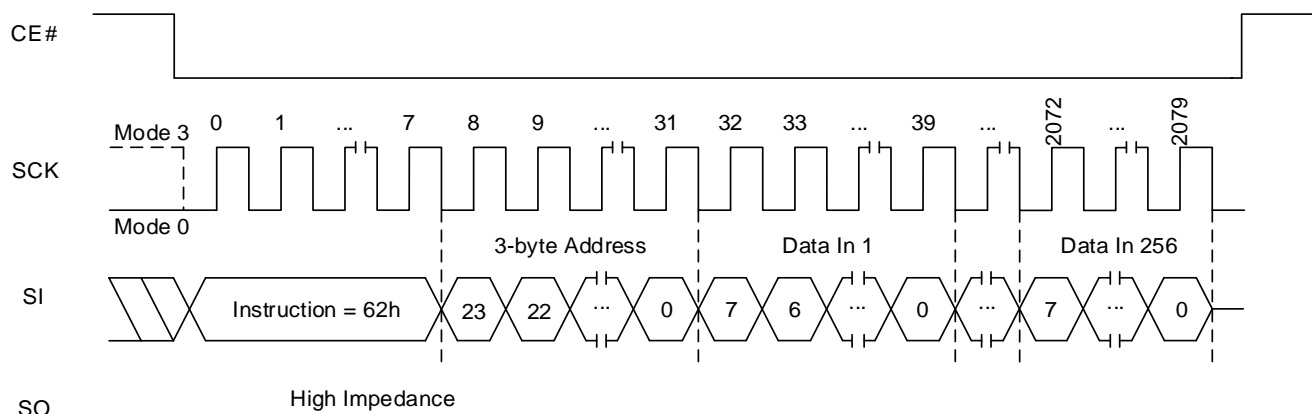 CE#
Mode 3 0 1 ... 7 8 9 ... 31 32 33 ... 39 ... 2072 ... 2079
SCK
Mode 0
3-byte Address Data In 1 Data In 256
SI Instruction = 62h 23 22 ... 0 7 6 ... 0 ... 7 ... 0
High Impedance
SO